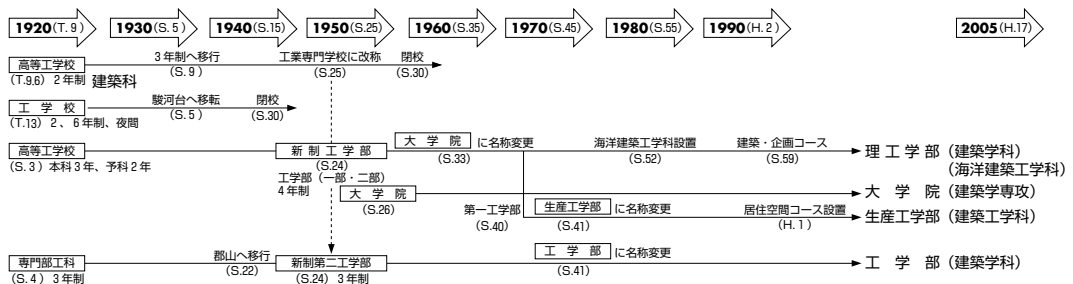 1920(T. 9) 1930(S. 5) 1940(S.15) 1950(S.25) 1960(S.35) 1970(S.45) 1980(S.55) 1990(H. 2) 2005(H.17)
高等工学校 3年制へ移行 工業専門学校に改称 閉校
(T.9.6) 2年制 建築科 (S. 9) (S.25) (S.30)
工学校 駿河台へ移転 閉校
(T.13) 2、6年制、夜間 (S. 5) (S.30)
高等工学校 新制工学部 大学院 に名称変更 海洋建築工学科設置 建築・企画コース 理工学部(建築学科)
(S. 3) 本科3年、予科2年 (S.24) (S.33) (S.52) (S.59) (海洋建築工学科)
工学部(一部・二部)
4年制 大学院 大学院(建築学専攻)
(S.26) 第一工学部 生産工学部 に名称変更 居住空間コース設置 生産工学部(建築工学科)
(S.40) (S.41) (H. 1)
専門部工科 郡山へ移行 新制第二工学部 工学部 に名称変更 工学部(建築学科)
(S. 4) 3年制 (S.22) (S.24) 3年制 (S.41)